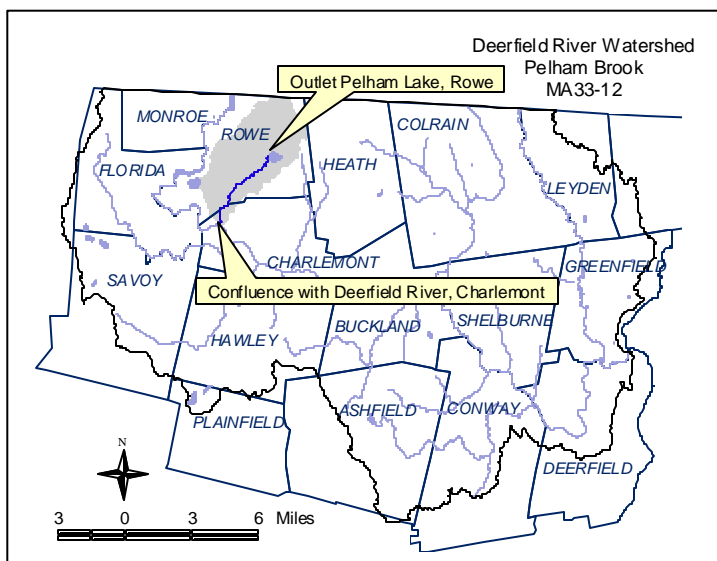 Deerfield River Watershed
Pelham Brook
MA33-12
Outlet Pelham Lake, Rowe
MONROE
ROWE
COLRAIN
FLORIDA
HEATH
LEYDEN
CHARLEMONT
GREENFIELD
SAVOY
Confluence with Deerfield River, Charlemont
HAWLEY
BUCKLAND
SHELBURNE
PLAINFIELD
ASHFIELD
CONWAY
DEERFIELD
N
3 0 3 6 Miles